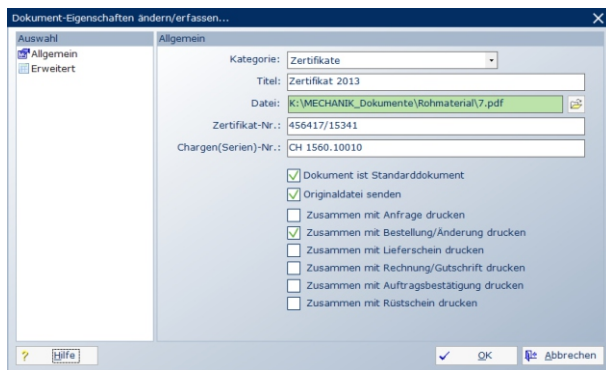 Dokument-Eigenschaften ändern/erfassen...
Auswahl
Allgemein
Erweitert
Allgemein
Kategorie: Zertifikate
Titel: Zertifikat 2013
Datei: K:\MECHANIK_Dokumente\Rohmaterial\7.pdf
Zertifikat-Nr.: 456417/15341
Chargen(Serien)-Nr.: CH 1560.10010
Dokument ist Standarddokument
Originaldatei senden
Zusammen mit Anfrage drucken
Zusammen mit Bestellung/Änderung drucken
Zusammen mit Lieferschein drucken
Zusammen mit Rechnung/Gutschrift drucken
Zusammen mit Auftragsbestätigung drucken
Zusammen mit Rüstschein drucken
? Hilfe
OK
Abbrechen